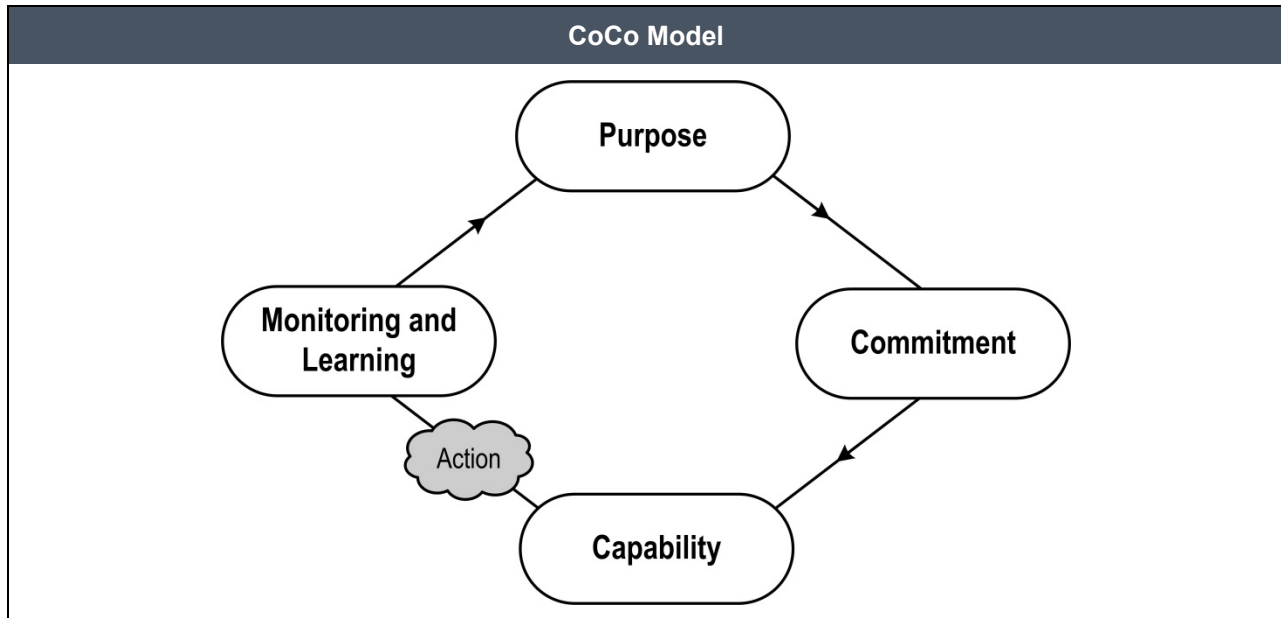 CoCo Model
Purpose
Monitoring and
Learning
Commitment
Action
Capability